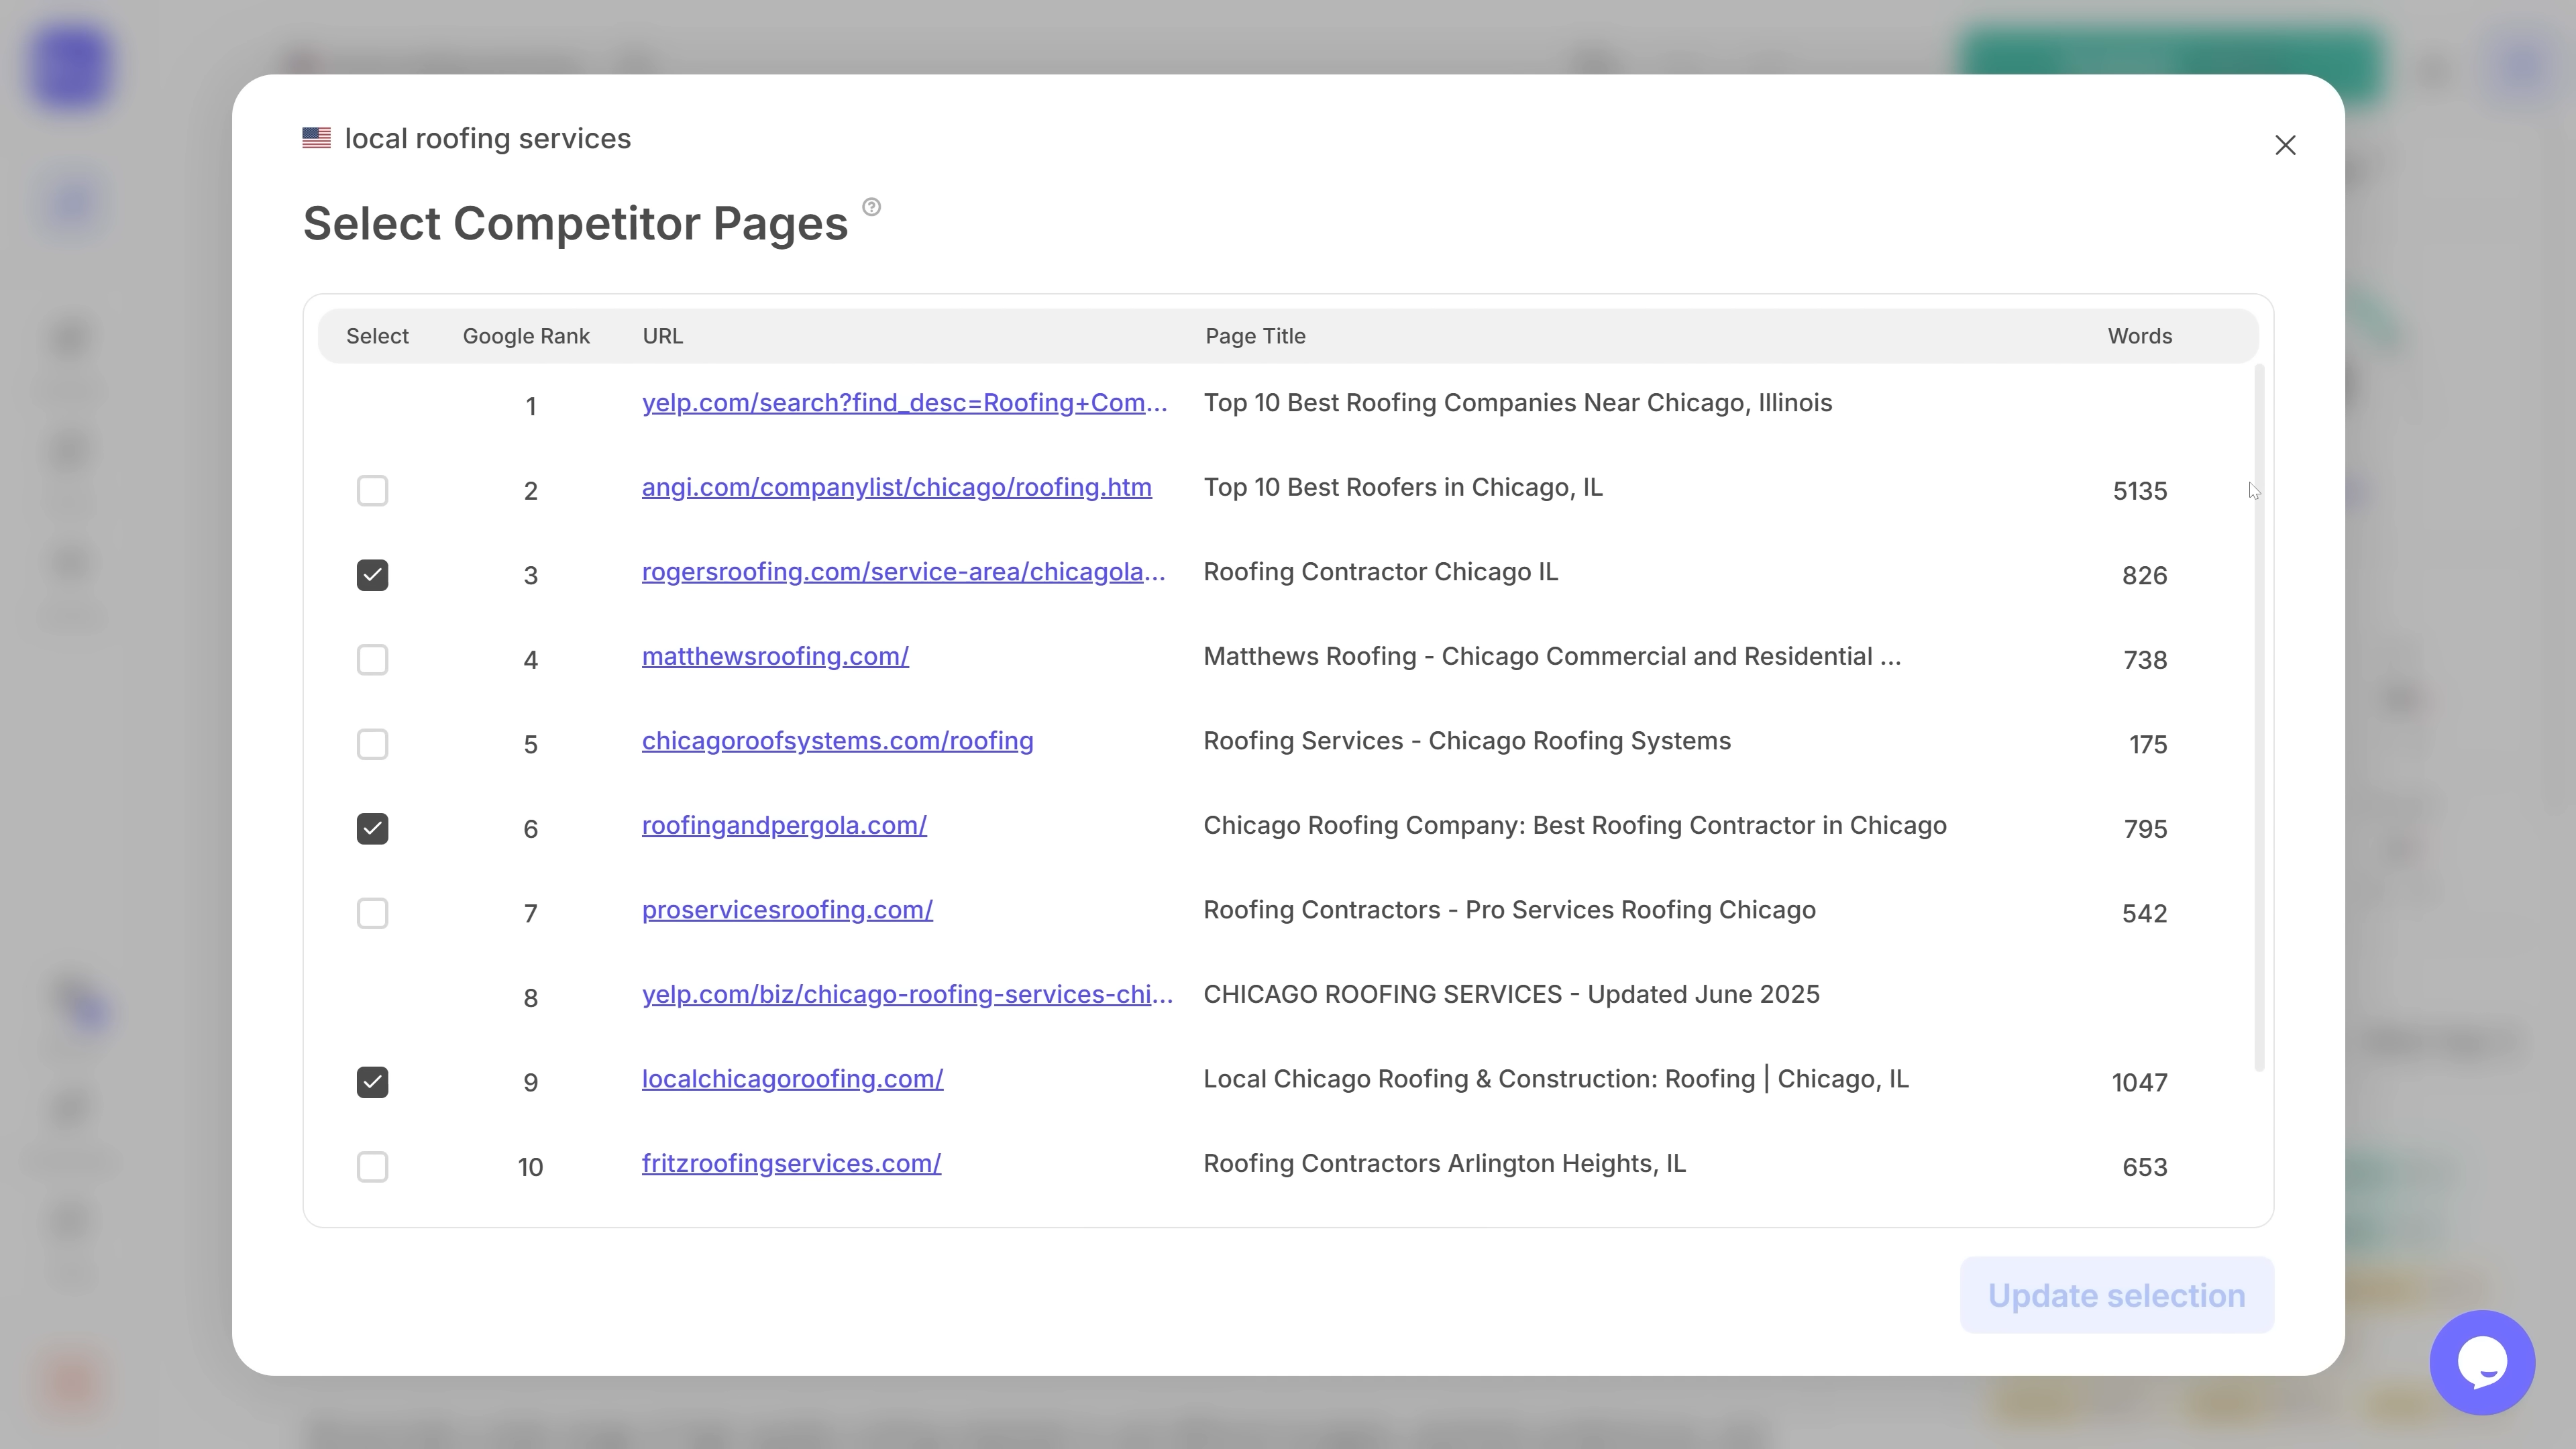 local roofing services
Select Competitor Pages
Select Google Rank URL Page Title Words
1 yelp.com/search?find_desc=Roofing+Com... Top 10 Best Roofing Companies Near Chicago, Illinois
2 angi.com/companylist/chicago/roofing.htm Top 10 Best Roofers in Chicago, IL 5135
3 rogersroofing.com/service-area/chicagola... Roofing Contractor Chicago IL 826
4 matthewsroofing.com/ Matthews Roofing - Chicago Commercial and Residential ... 738
5 chicagoroofsystems.com/roofing Roofing Services - Chicago Roofing Systems 175
6 roofingandpergola.com/ Chicago Roofing Company: Best Roofing Contractor in Chicago 795
7 proservicesroofing.com/ Roofing Contractors - Pro Services Roofing Chicago 542
8 yelp.com/biz/chicago-roofing-services-chi... CHICAGO ROOFING SERVICES - Updated June 2025
9 localchicagoroofing.com/ Local Chicago Roofing & Construction: Roofing | Chicago, IL 1047
10 fritzroofingservices.com/ Roofing Contractors Arlington Heights, IL 653
Update selection